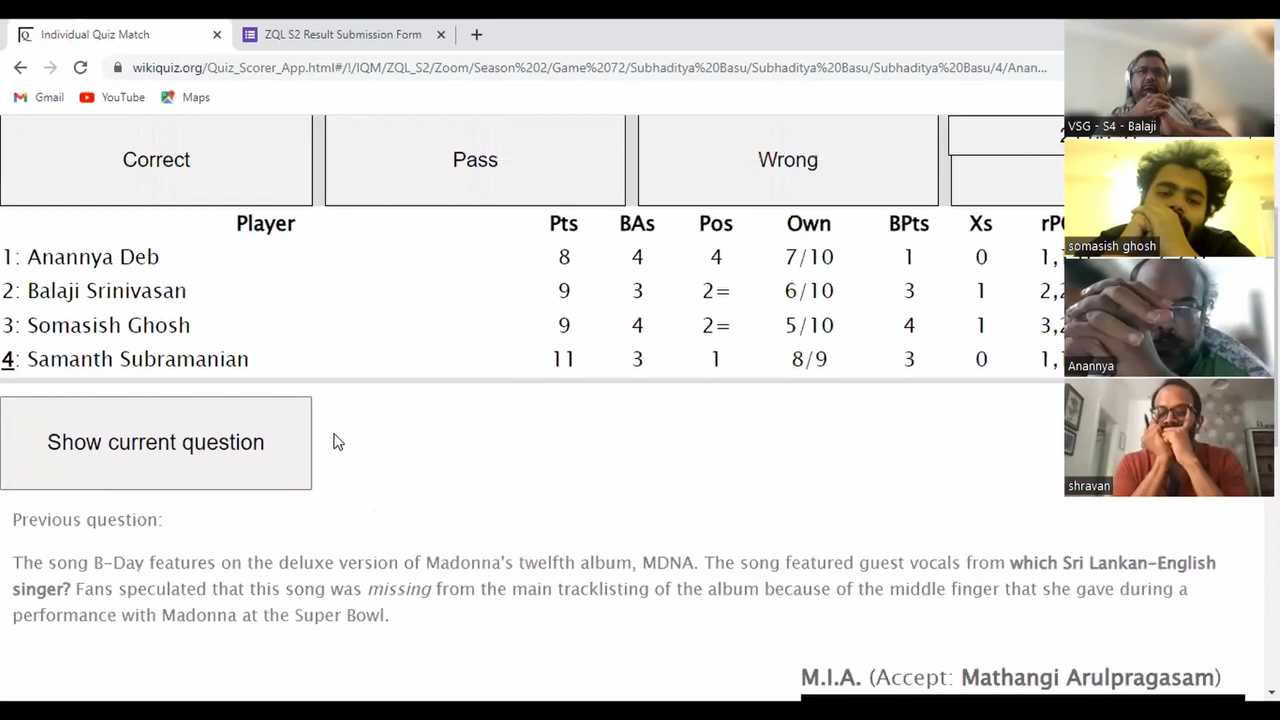 Individual Quiz Match
ZQL S2 Result Submission Form
wikiquiz.org/Quiz_Scorer_App.html#/I/IQM/ZQL_S2/Zoom/Season%202/Game%2072/Subhaditya%20Basu/Subhaditya%20Basu/Subhaditya%20Basu/4/Anan...
Gmail YouTube Maps
Correct Pass Wrong
Player Pts BAs Pos Own BPts Xs
1: Anannya Deb 8 4 4 7/10 1 0 1,
2: Balaji Srinivasan 9 3 2= 6/10 3 1 2,2
3: Somasish Ghosh 9 4 2= 5/10 4 1 3,2
4: Samanth Subramanian 11 3 1 8/9 3 0 1,
Show current question
Previous question:
The song B-Day features on the deluxe version of Madonna's twelfth album, MDNA. The song featured guest vocals from which Sri Lankan-English
singer? Fans speculated that this song was missing from the main tracklisting of the album because of the middle finger that she gave during a
performance with Madonna at the Super Bowl.
M.I.A. (Accept: Mathangi Arulpragasam)
VSG - S4 - Balaji
somasish ghosh
Anannya
shravan